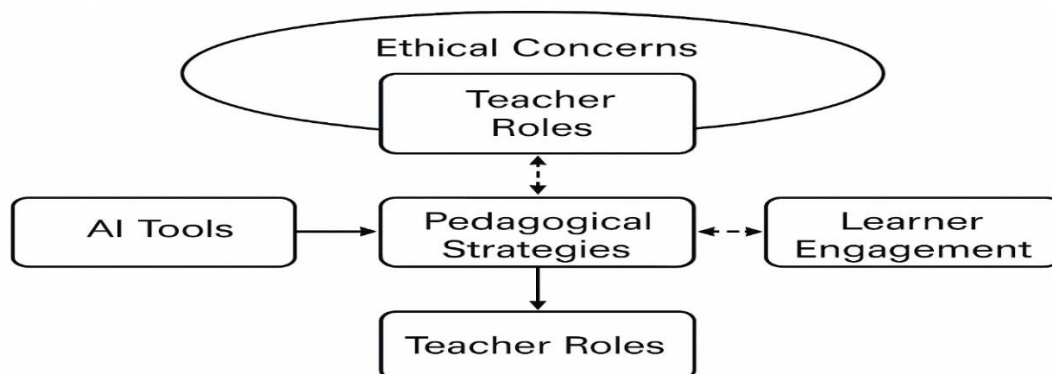 Ethical Concerns
Teacher
Roles
AI Tools
Pedagogical
Strategies
Learner
Engagement
Teacher Roles